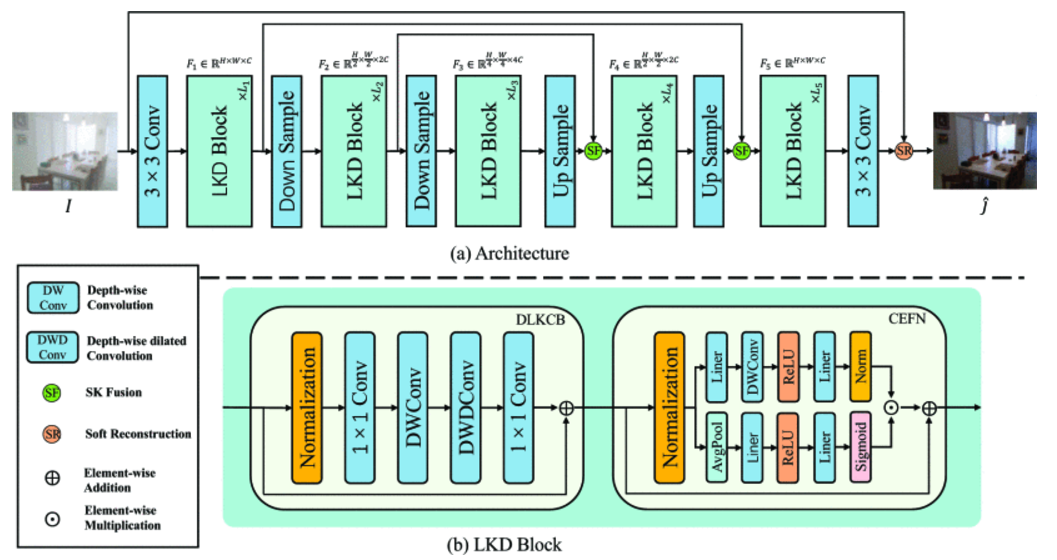 F₁ ∈ ℝ^{H×W×C}
F₂ ∈ ℝ^{H/2×W/2×2C}
F₃ ∈ ℝ^{H/4×W/4×4C}
F₄ ∈ ℝ^{H/2×W/2×2C}
F₅ ∈ ℝ^{H×W×C}
3 × 3 Conv
LKD Block
×L₁
Down Sample
LKD Block
×L₂
Down Sample
LKD Block
×L₃
Up Sample
SF
LKD Block
×L₄
Up Sample
SF
LKD Block
×L₅
3 × 3 Conv
SR
I
Ĵ
(a) Architecture
DW
Conv
Depth-wise
Convolution
DWD
Conv
Depth-wise dilated
Convolution
SF
SK Fusion
SR
Soft Reconstruction
Element-wise
Addition
Element-wise
Multiplication
DLKCB
Normalization
1 × 1 Conv
DWConv
DWDConv
1 × 1 Conv
CEFN
Normalization
Liner
DWConv
ReLU
Liner
Norm
AvgPool
Liner
ReLU
Liner
Sigmoid
(b) LKD Block